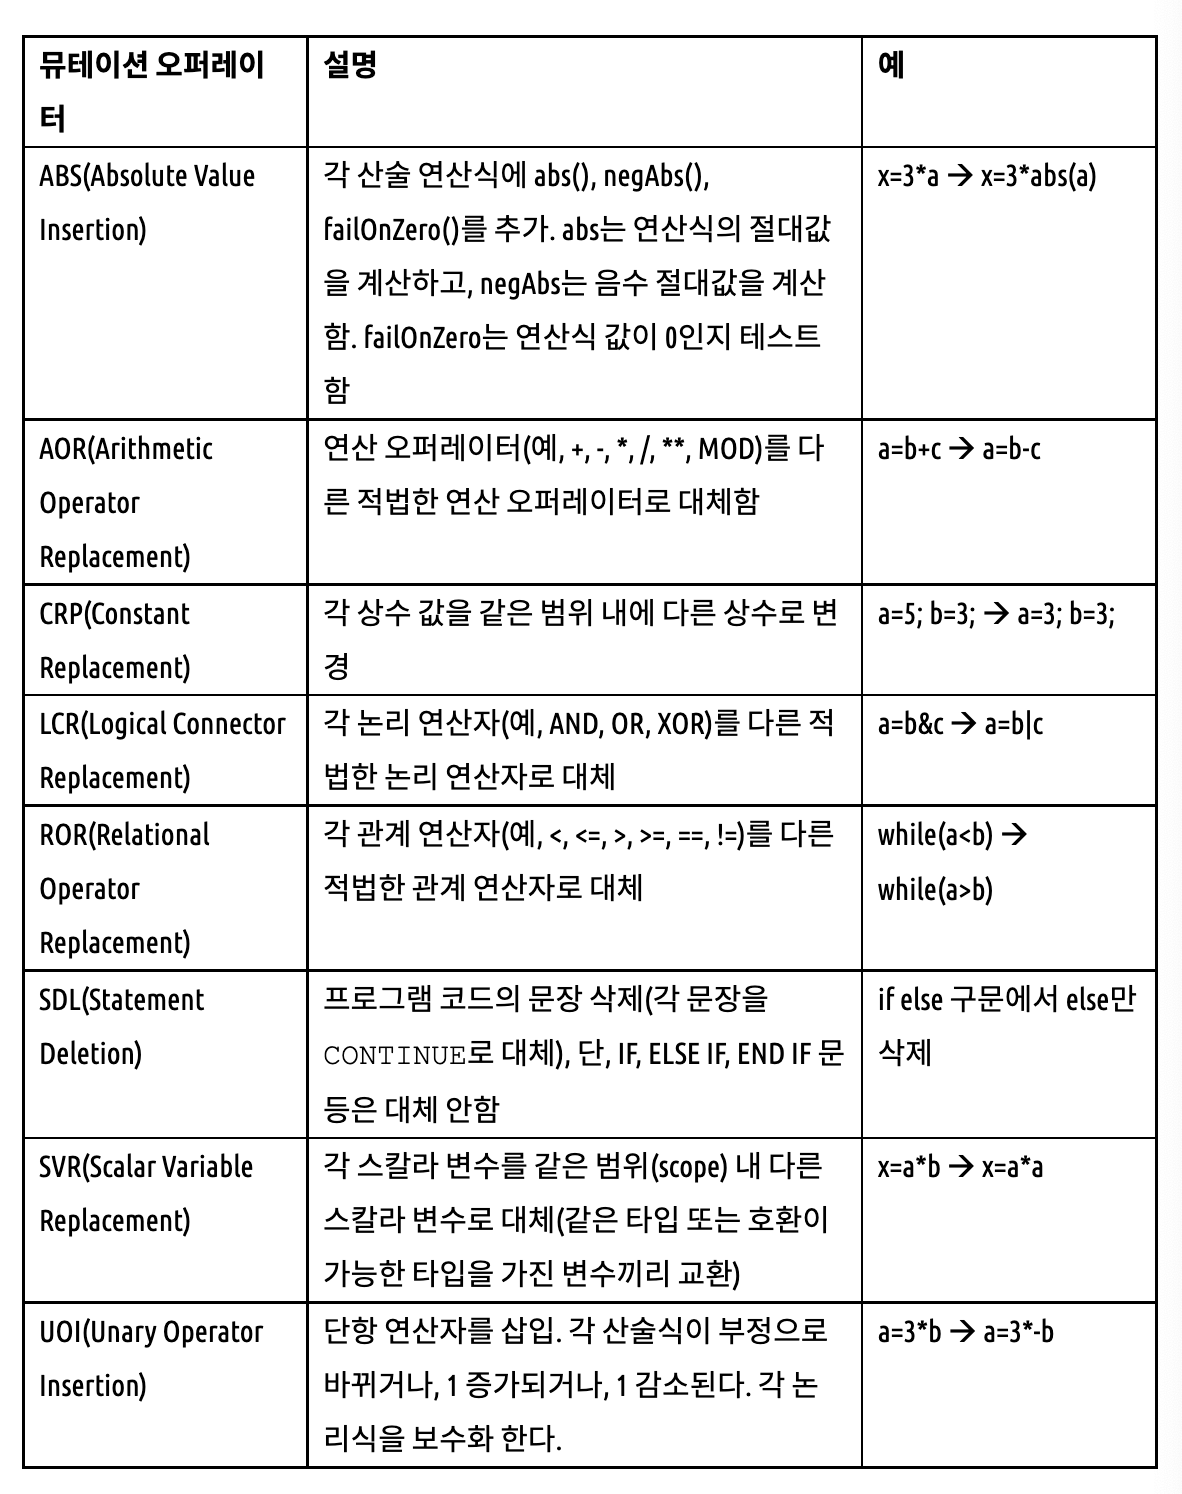 뮤테이션 오퍼레이
터
설명
예
ABS(Absolute Value
Insertion)
각 산술 연산식에 abs(), negAbs(),
failOnZero()를 추가. abs는 연산식의 절대값
을 계산하고, negAbs는 음수 절대값을 계산
함. failOnZero는 연산식 값이 0인지 테스트
함
x=3*a → x=3*abs(a)
AOR(Arithmetic
Operator
Replacement)
연산 오퍼레이터(예, +, -, *, /, **, MOD)를 다
른 적법한 연산 오퍼레이터로 대체함
a=b+c → a=b-c
CRP(Constant
Replacement)
각 상수 값을 같은 범위 내에 다른 상수로 변
경
a=5; b=3; → a=3; b=3;
LCR(Logical Connector
Replacement)
각 논리 연산자(예, AND, OR, XOR)를 다른 적
법한 논리 연산자로 대체
a=b&c → a=b|c
ROR(Relational
Operator
Replacement)
각 관계 연산자(예, <, <=, >, >=, ==, !=)를 다른
적법한 관계 연산자로 대체
while(a<b) →
while(a>b)
SDL(Statement
Deletion)
프로그램 코드의 문장 삭제(각 문장을
CONTINUE로 대체), 단, IF, ELSE IF, END IF 문
등은 대체 안함
if else 구문에서 else만
삭제
SVR(Scalar Variable
Replacement)
각 스칼라 변수를 같은 범위(scope) 내 다른
스칼라 변수로 대체(같은 타입 또는 호환이
가능한 타입을 가진 변수끼리 교환)
x=a*b → x=a*a
UOI(Unary Operator
Insertion)
단항 연산자를 삽입. 각 산술식이 부정으로
바뀌거나, 1 증가되거나, 1 감소된다. 각 논
리식을 보수화 한다.
a=3*b → a=3*-b